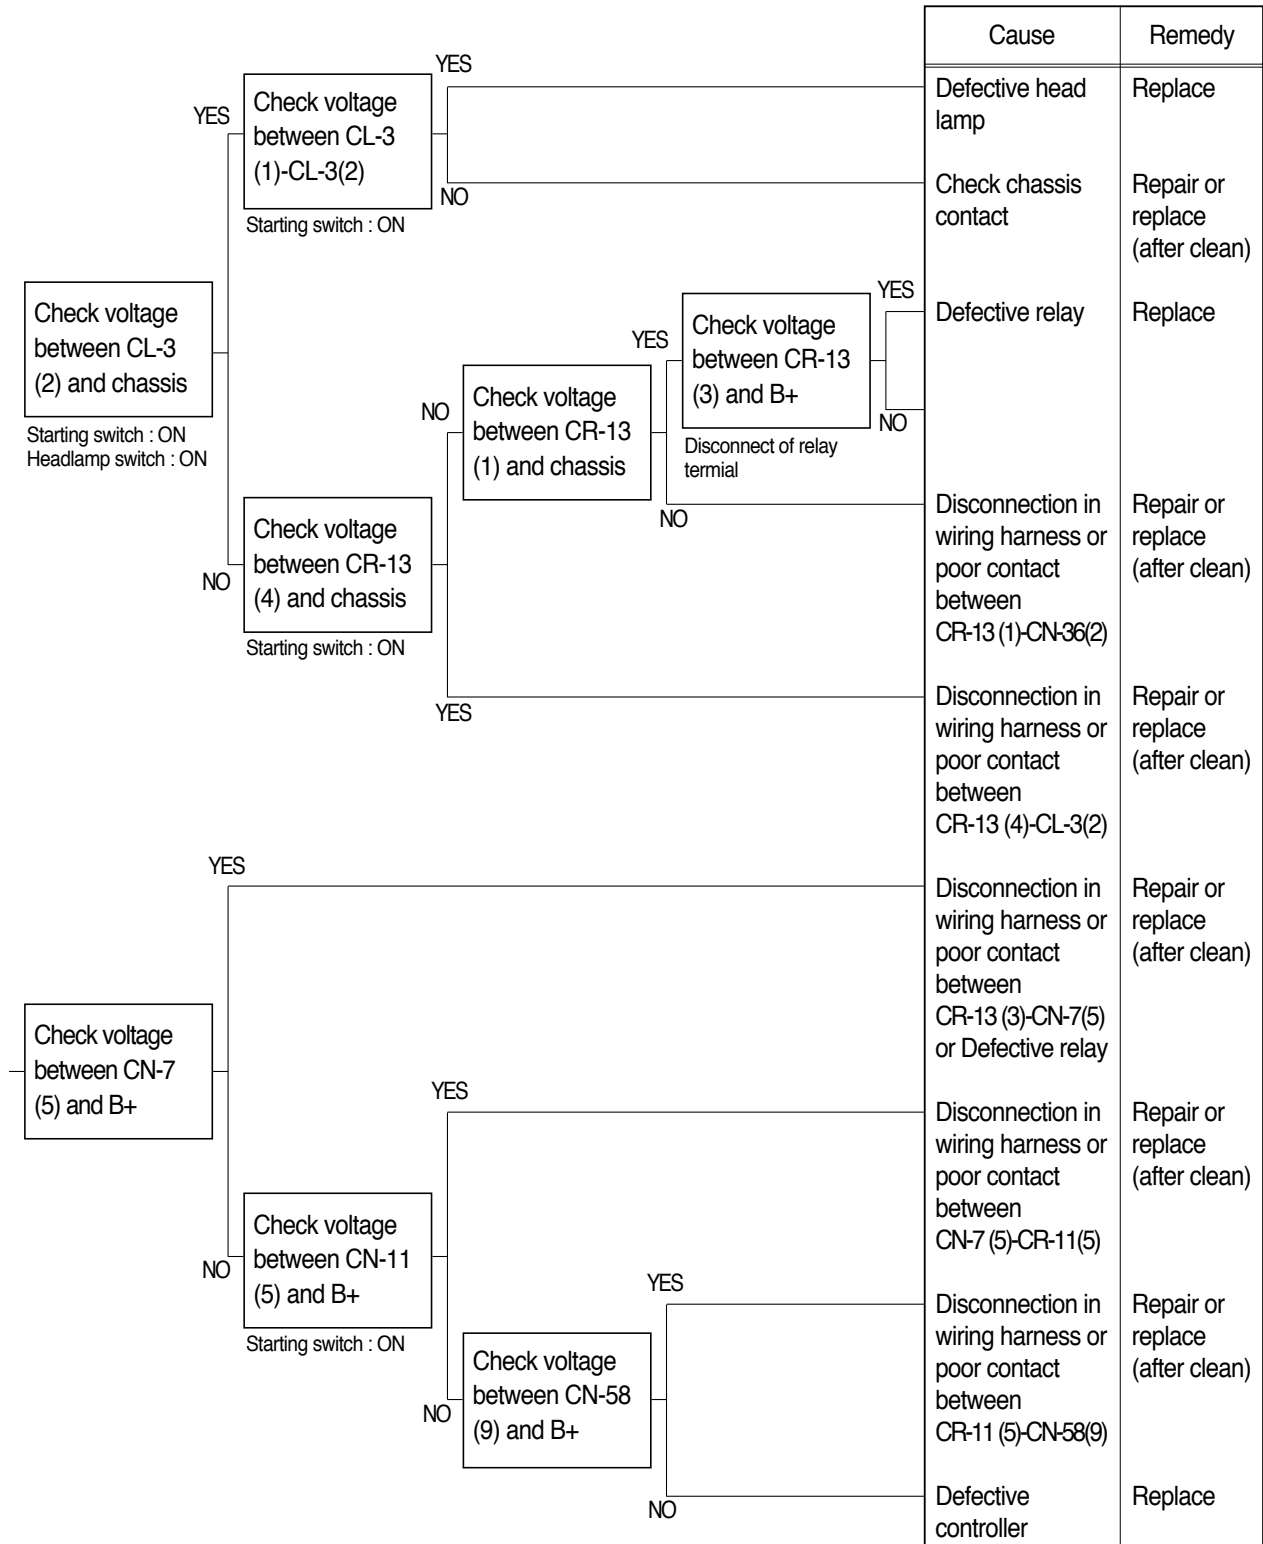 Cause
Remedy
YES
Check voltage
between CL-3
(1)-CL-3(2)
Starting switch : ON
YES
NO
Defective head
lamp
Replace
Check chassis
contact
Repair or
replace
(after clean)
Check voltage
between CL-3
(2) and chassis
Starting switch : ON
Headlamp switch : ON
NO
Check voltage
between CR-13
(4) and chassis
Starting switch : ON
NO
Check voltage
between CR-13
(1) and chassis
YES
Check voltage
between CR-13
(3) and B+
Disconnect of relay
termial
YES
NO
Defective relay
Replace
NO
Disconnection in
wiring harness or
poor contact
between
CR-13 (1)-CN-36(2)
Repair or
replace
(after clean)
YES
Disconnection in
wiring harness or
poor contact
between
CR-13 (4)-CL-3(2)
Repair or
replace
(after clean)
Check voltage
between CN-7
(5) and B+
YES
Disconnection in
wiring harness or
poor contact
between
CR-13 (3)-CN-7(5)
or Defective relay
Repair or
replace
(after clean)
NO
Check voltage
between CN-11
(5) and B+
Starting switch : ON
YES
Disconnection in
wiring harness or
poor contact
between
CN-7 (5)-CR-11(5)
Repair or
replace
(after clean)
NO
Check voltage
between CN-58
(9) and B+
YES
Disconnection in
wiring harness or
poor contact
between
CR-11 (5)-CN-58(9)
Repair or
replace
(after clean)
NO
Defective
controller
Replace